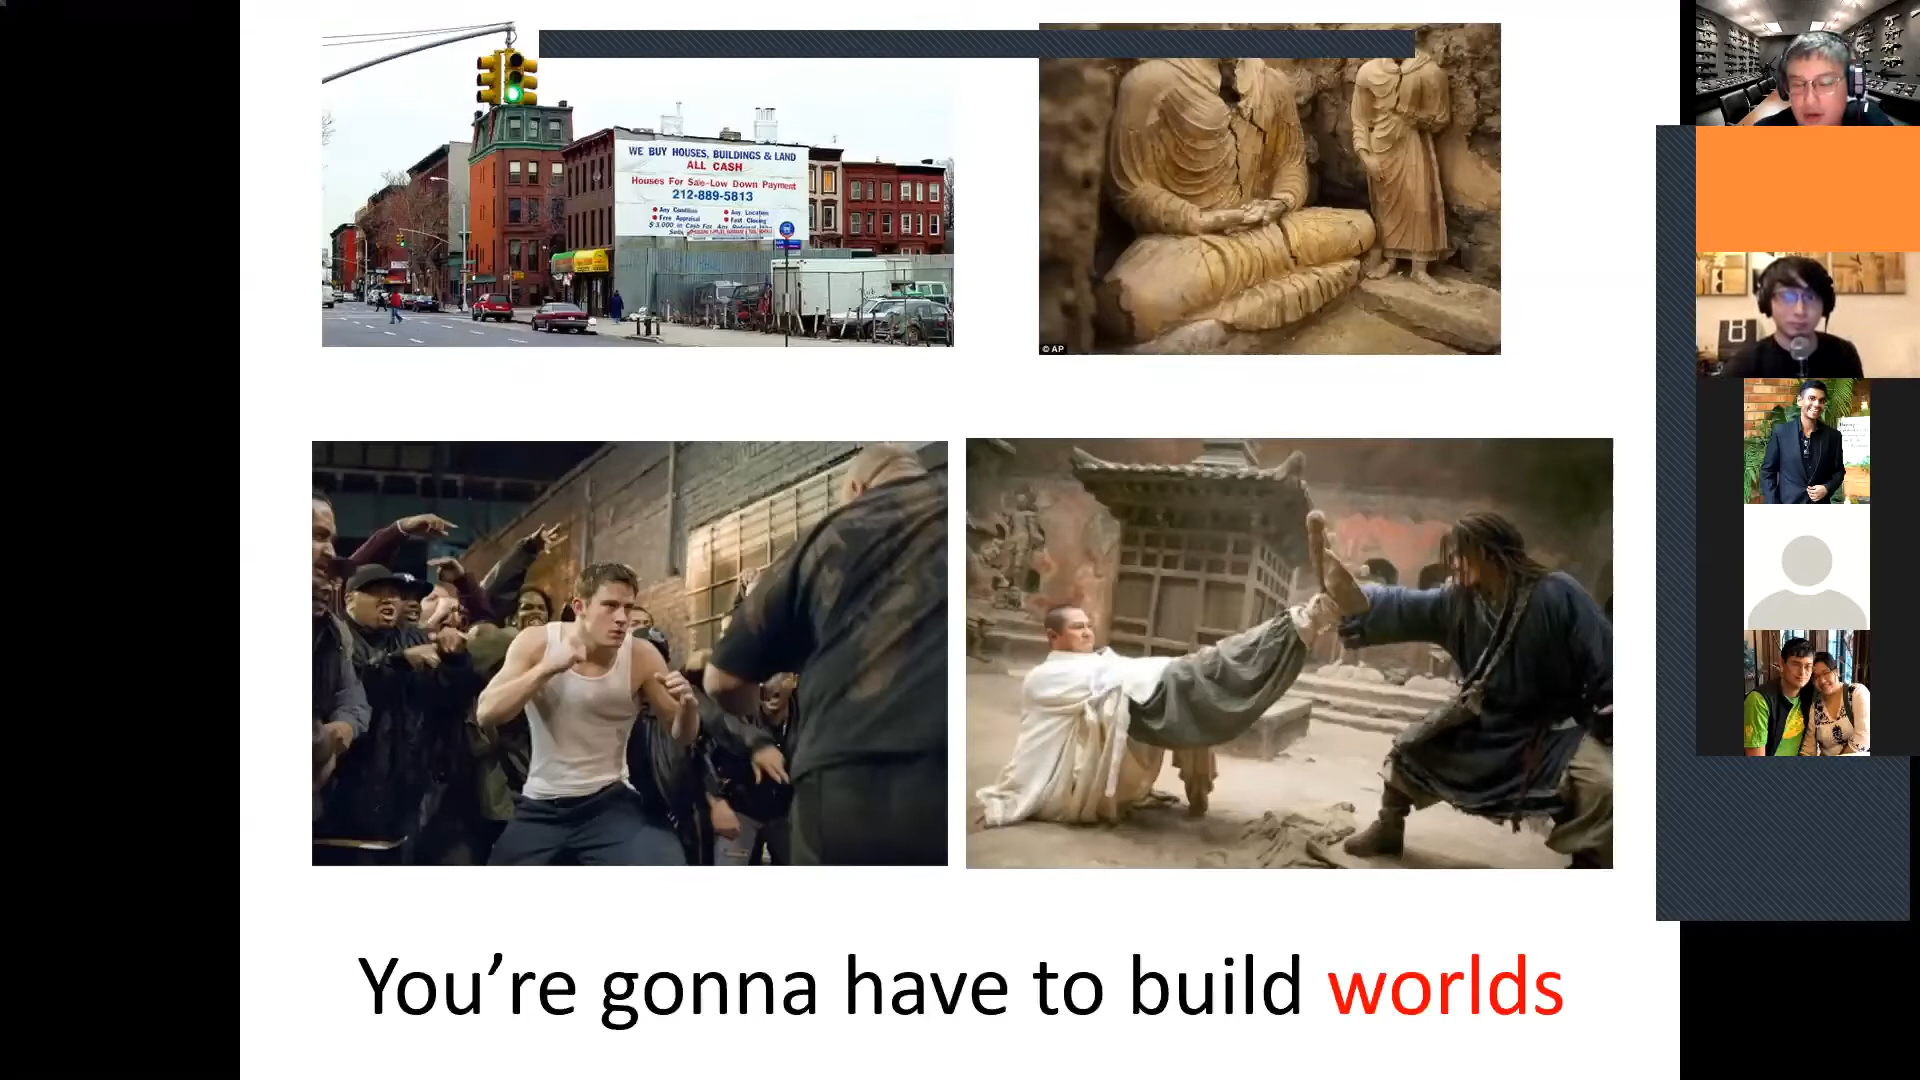 WE BUY HOUSES, BUILDINGS & LAND
ALL CASH
Houses For Sale-Low Down Payment
212-889-5813
• Any Condition • Any Location
• Free Appraisal • Fast Closing
© AP
You're gonna have to build worlds